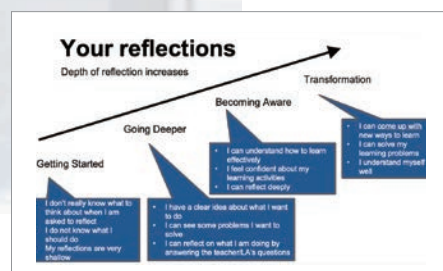 Your reflections
Depth of reflection increases
Transformation
Becoming Aware
Going Deeper
Getting Started
I don't really know what to
think about when I am
asked to reflect
I do not know what I
should do
My reflections are very
shallow
• I have a clear idea about what I want
to do
• I can see some problems I want to
solve
• I can reflect on what I am doing by
answering the teacher/LA's questions
• I can understand how to learn
effectively
• I feel confident about my
learning activities
• I can reflect deeply
• I can come up with
new ways to learn
• I can solve my
learning problems
• I understand myself
well